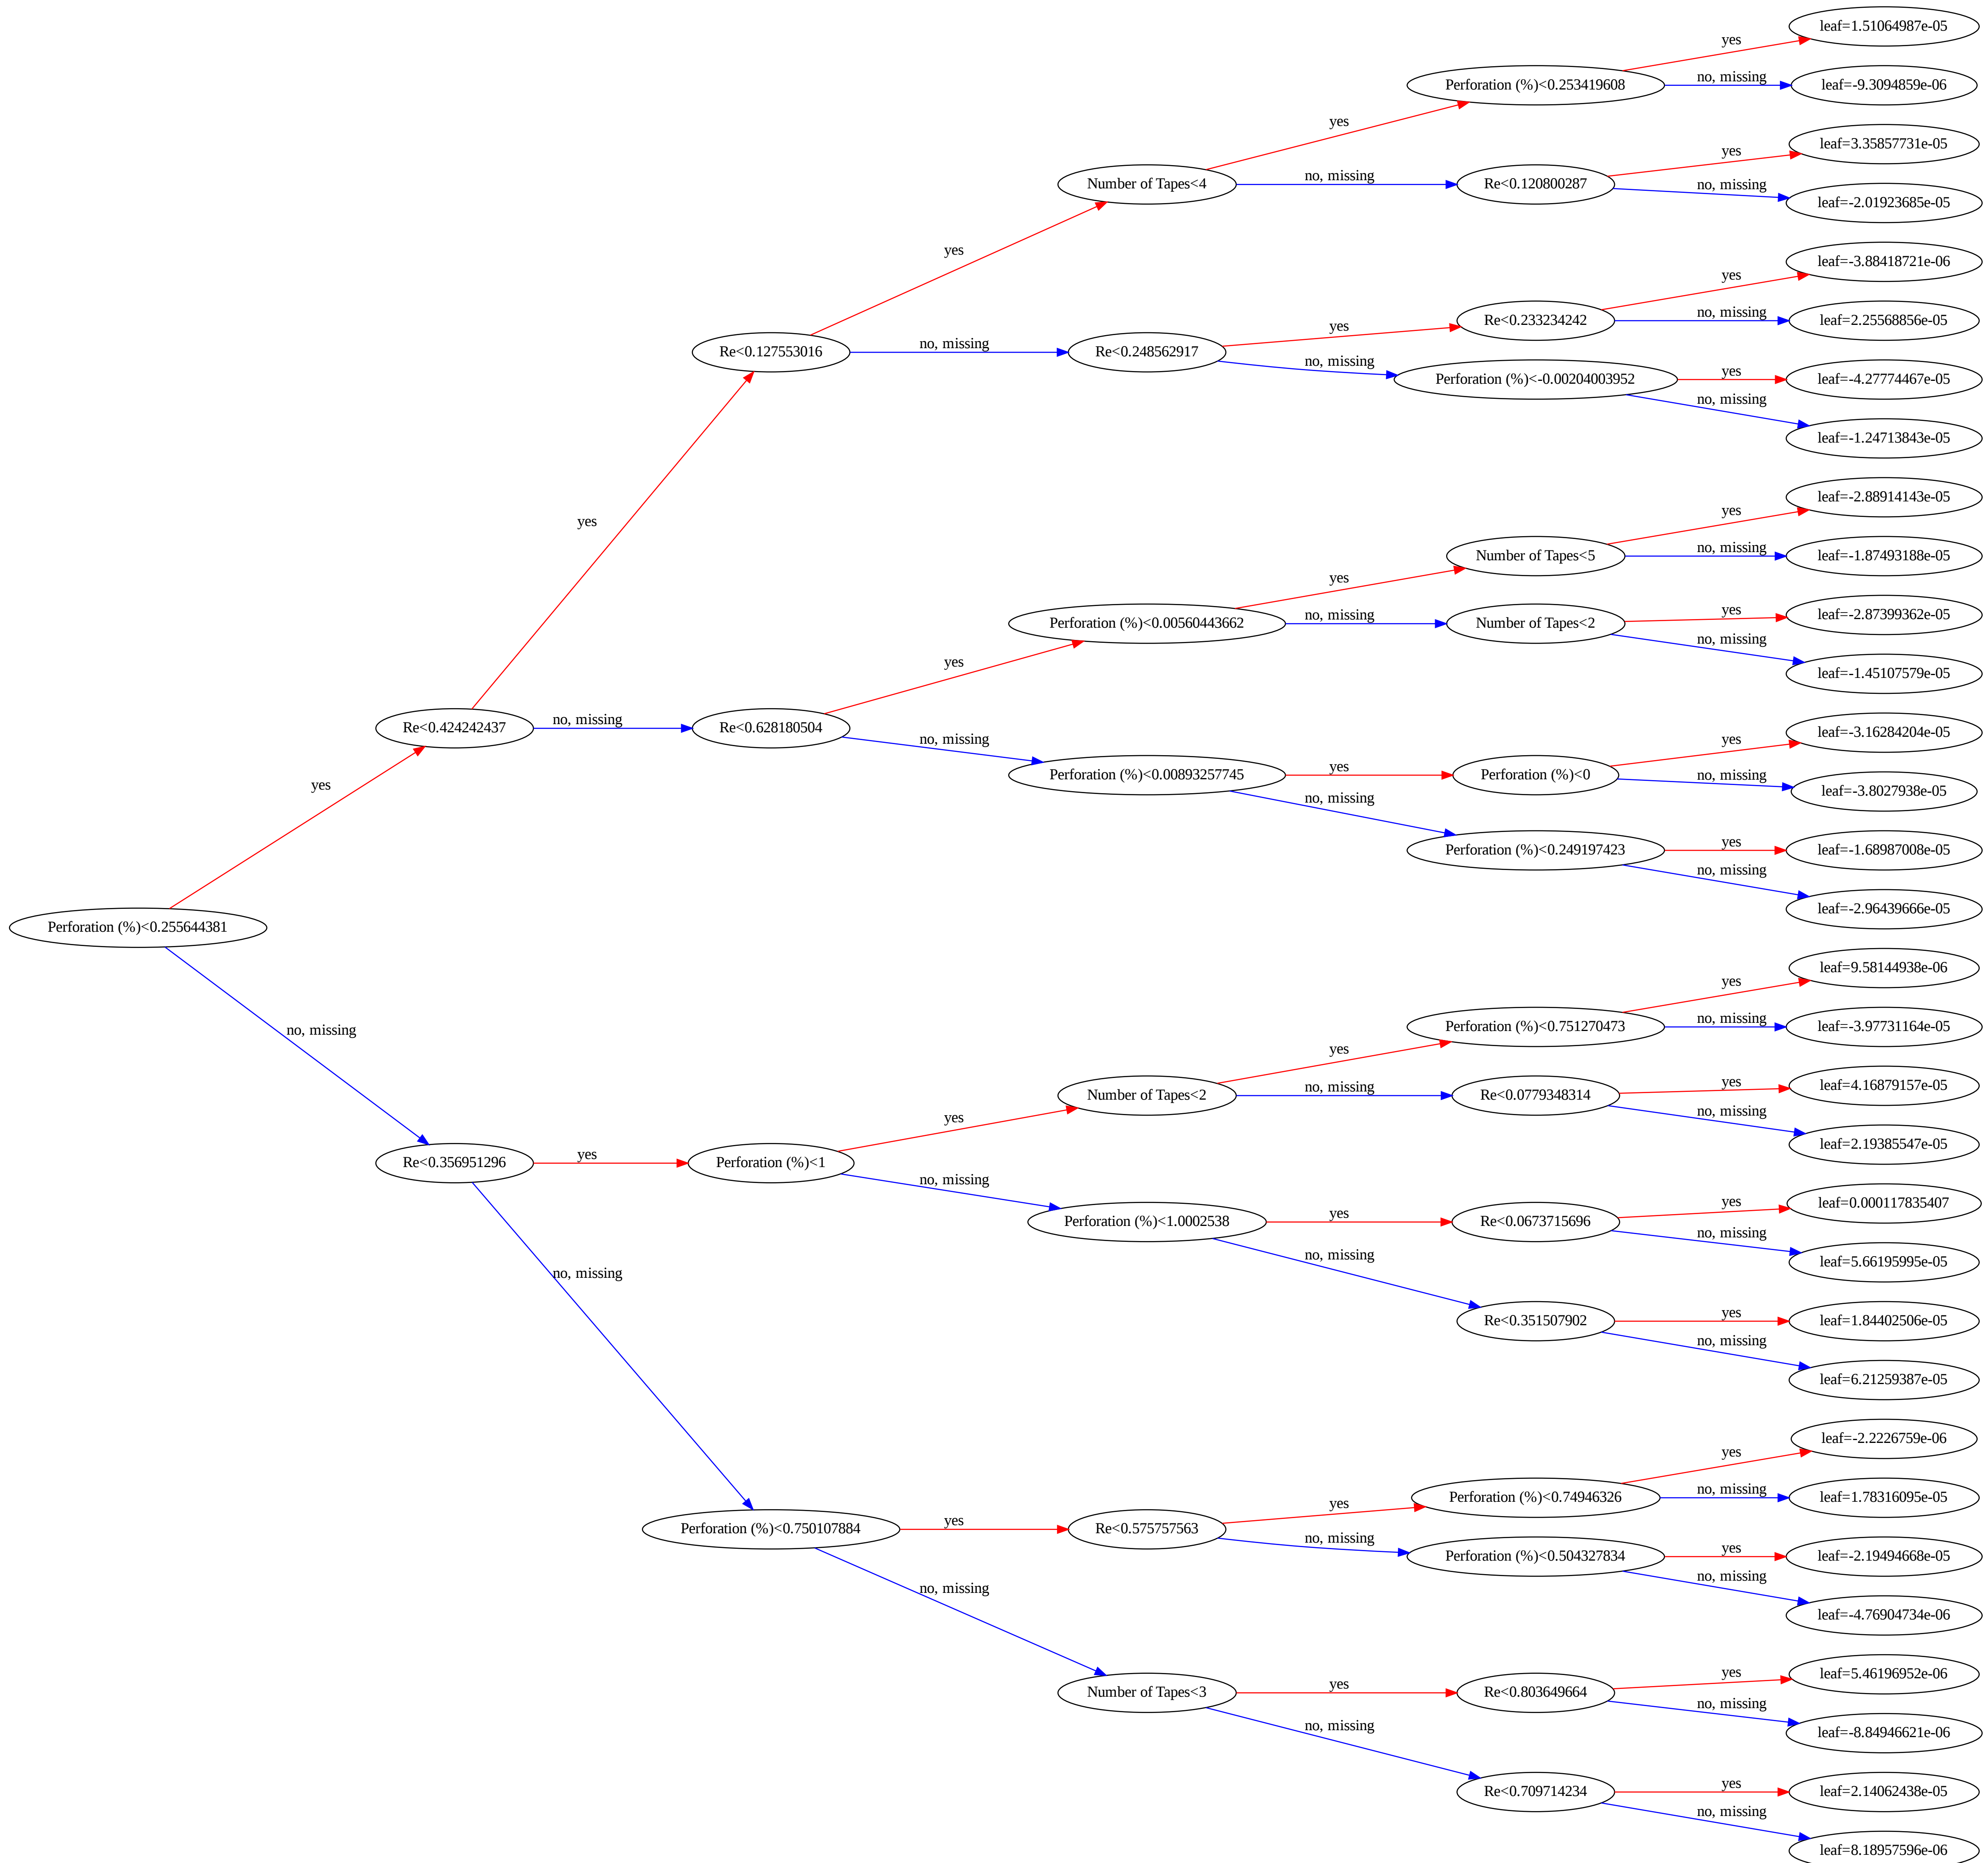 leaf=1.51064987e-05
yes
Perforation (%)<0.253419608
no, missing
leaf=-9.3094859e-06
yes
leaf=3.35857731e-05
yes
Number of Tapes<4
no, missing
Re<0.120800287
no, missing
leaf=-2.01923685e-05
yes
leaf=-3.88418721e-06
yes
Re<0.233234242
no, missing
leaf=2.25568856e-05
yes
Re<0.127553016
no, missing
Re<0.248562917
no, missing
Perforation (%)<-0.00204003952
yes
leaf=-4.27774467e-05
no, missing
leaf=-1.24713843e-05
yes
leaf=-2.88914143e-05
yes
Number of Tapes<5
no, missing
leaf=-1.87493188e-05
yes
Perforation (%)<0.00560443662
no, missing
Number of Tapes<2
yes
leaf=-2.87399362e-05
no, missing
leaf=-1.45107579e-05
yes
Re<0.424242437
no, missing
Re<0.628180504
no, missing
Perforation (%)<0.00893257745
yes
Perforation (%)<0
yes
leaf=-3.16284204e-05
no, missing
leaf=-3.8027938e-05
yes
no, missing
Perforation (%)<0.249197423
yes
leaf=-1.68987008e-05
no, missing
leaf=-2.96439666e-05
Perforation (%)<0.255644381
no, missing
leaf=9.58144938e-06
yes
Perforation (%)<0.751270473
no, missing
leaf=-3.97731164e-05
yes
Number of Tapes<2
no, missing
Re<0.0779348314
yes
leaf=4.16879157e-05
no, missing
leaf=2.19385547e-05
yes
Re<0.356951296
yes
Perforation (%)<1
no, missing
Perforation (%)<1.0002538
yes
Re<0.0673715696
yes
leaf=0.000117835407
no, missing
leaf=5.66195995e-05
no, missing
Re<0.351507902
yes
leaf=1.84402506e-05
no, missing
leaf=6.21259387e-05
no, missing
leaf=-2.2226759e-06
yes
Perforation (%)<0.74946326
no, missing
leaf=1.78316095e-05
yes
Perforation (%)<0.750107884
yes
Re<0.575757563
no, missing
Perforation (%)<0.504327834
yes
leaf=-2.19494668e-05
no, missing
leaf=-4.76904734e-06
no, missing
Number of Tapes<3
yes
Re<0.803649664
yes
leaf=5.46196952e-06
no, missing
leaf=-8.84946621e-06
no, missing
Re<0.709714234
yes
leaf=2.14062438e-05
no, missing
leaf=8.18957596e-06